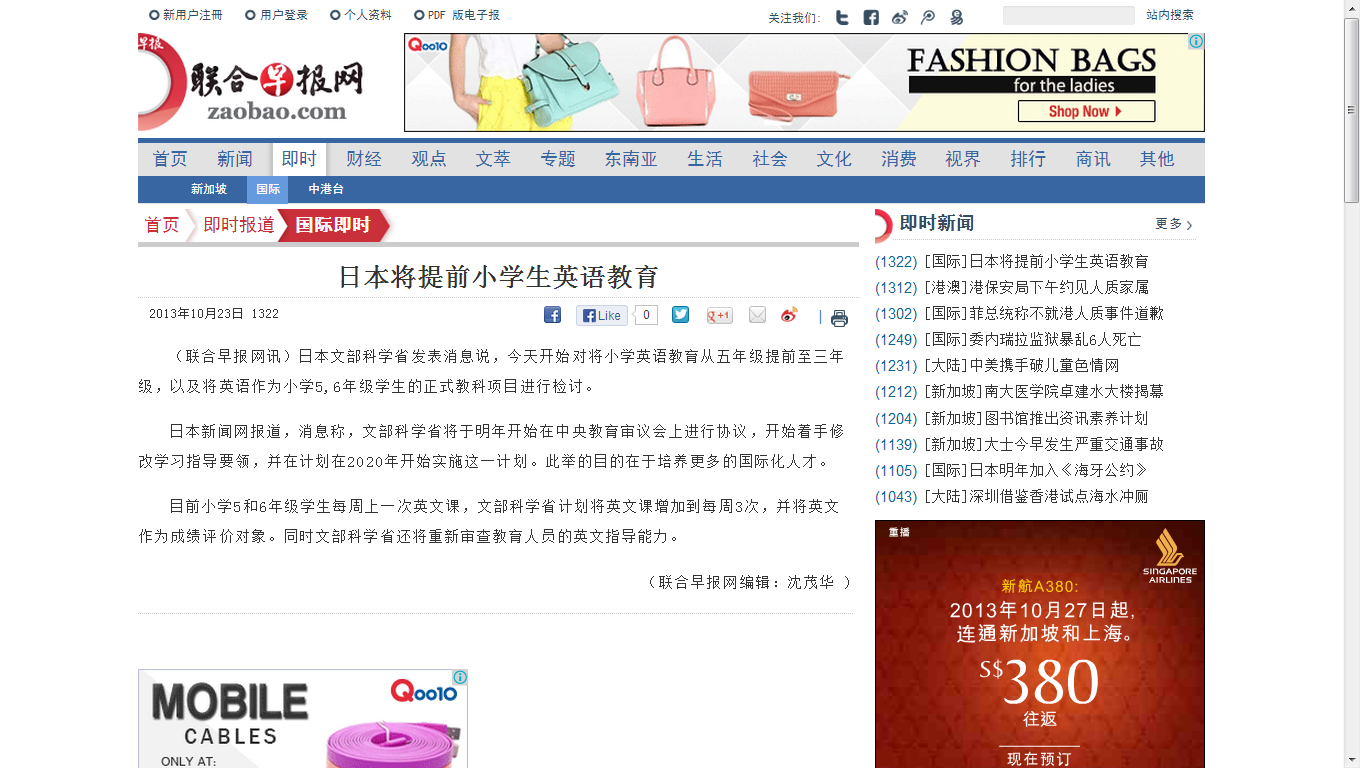 新用户注册 用户登录 个人资料 PDF 版电子报 关注我们: 站内搜索
早报
联合早报网
zaobao.com
Qoo10
FASHION BAGS
for the ladies
Shop Now
首页 新闻 即时 财经 观点 文萃 专题 东南亚 生活 社会 文化 消费 视界 排行 商讯 其他
新加坡 国际 中港台
首页 即时报道 国际即时
日本将提前小学生英语教育
2013年10月23日 1322
Like 0 +1
（联合早报网讯）日本文部科学省发表消息说，今天开始对将小学英语教育从五年级提前至三年
级，以及将英语作为小学5,6年级学生的正式教科项目进行检讨。
日本新闻网报道，消息称，文部科学省将于明年开始在中央教育审议会上进行协议，开始着手修
改学习指导要领，并在计划在2020年开始实施这一计划。此举的目的在于培养更多的国际化人才。
目前小学5和6年级学生每周上一次英文课，文部科学省计划将英文课增加到每周3次，并将英文
作为成绩评价对象。同时文部科学省还将重新审查教育人员的英文指导能力。
（联合早报网编辑：沈茂华 ）
即时新闻 更多
(1322) [国际]日本将提前小学生英语教育
(1312) [港澳]港保安局下午约见人质家属
(1302) [国际]菲总统称不就港人质事件道歉
(1249) [国际]委内瑞拉监狱暴乱6人死亡
(1231) [大陆]中美携手破儿童色情网
(1212) [新加坡]南大医学院卓建水大楼揭幕
(1204) [新加坡]图书馆推出资讯素养计划
(1139) [新加坡]大士今早发生严重交通事故
(1105) [国际]日本明年加入《海牙公约》
(1043) [大陆]深圳借鉴香港试点海水冲厕
重播
SINGAPORE
AIRLINES
新航A380:
2013年10月27日起,
连通新加坡和上海。
S$380
往返
现在预订
MOBILE
CABLES
ONLY AT:
Qoo10